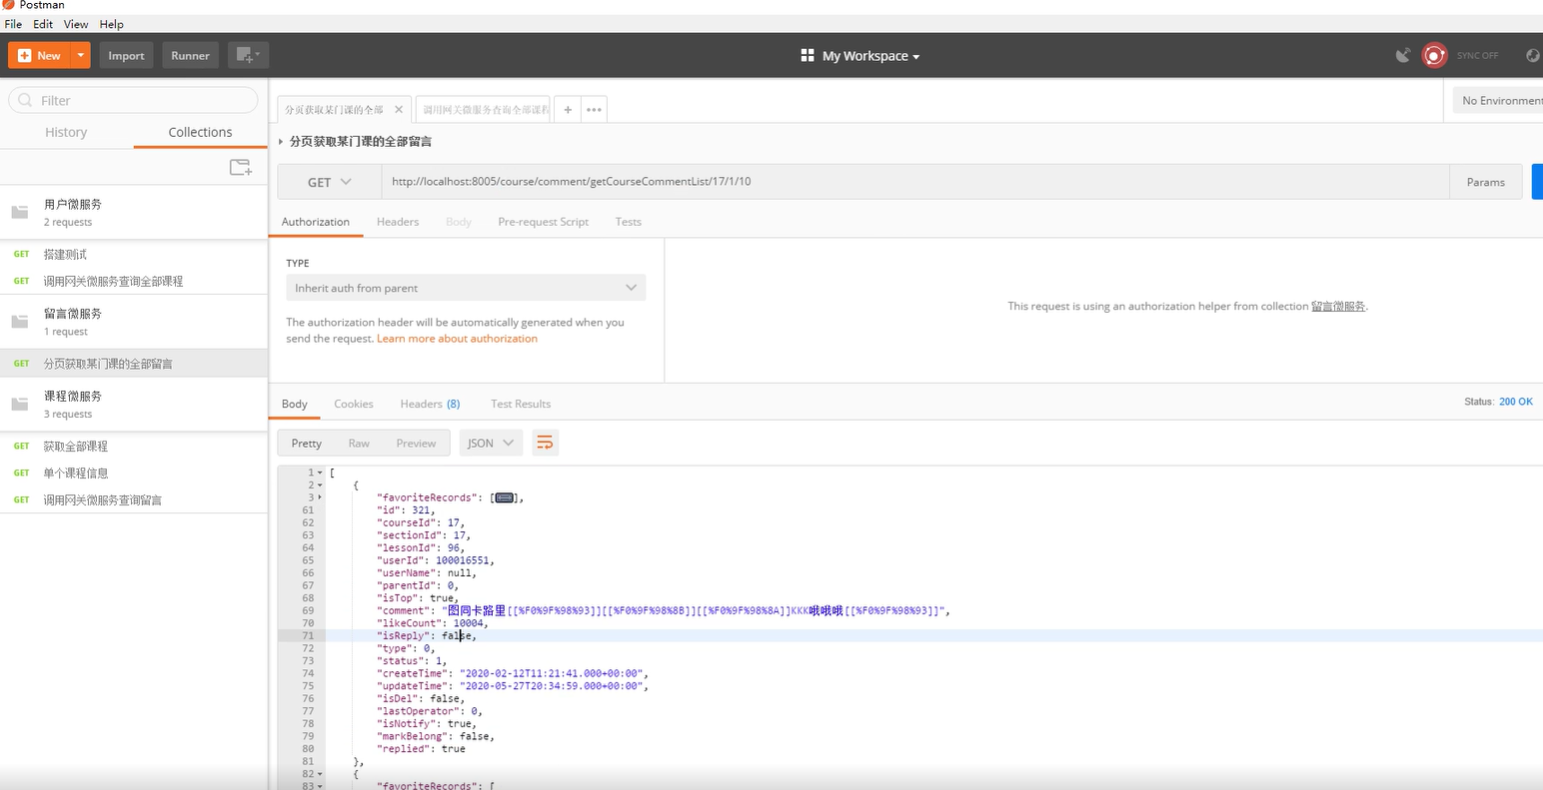 Postman
File Edit View Help
New Import Runner My Workspace SYNC OFF
Filter
History Collections
用户微服务
2 requests
GET 搭建测试
GET 调用网关微服务查询全部课程
留言微服务
1 request
GET 分页获取某门课的全部留言
课程微服务
3 requests
GET 获取全部课程
GET 单个课程信息
GET 调用网关微服务查询留言
分页获取某门课的全部 调用网关微服务查询全部课程 No Environment
分页获取某门课的全部留言
GET http://localhost:8005/course/comment/getCourseCommentList/17/1/10 Params
Authorization Headers Body Pre-request Script Tests
TYPE
Inherit auth from parent
The authorization header will be automatically generated when you
send the request. Learn more about authorization
This request is using an authorization helper from collection 留言微服务.
Body Cookies Headers (8) Test Results Status: 200 OK
Pretty Raw Preview JSON
1 [
2 {
3 "favoriteRecords": [],
61 "id": 321,
62 "courseId": 17,
63 "sectionId": 17,
64 "lessonId": 96,
65 "userId": 100016551,
66 "userName": null,
67 "parentId": 0,
68 "isTop": true,
69 "comment": "图同卡路里[[%F0%9F%98%93]][[%F0%9F%98%8B]][[%F0%9F%98%8A]]KKK哦哦哦[[%F0%9F%98%93]]",
70 "likeCount": 10004,
71 "isReply": false,
72 "type": 0,
73 "status": 1,
74 "createTime": "2020-02-12T11:21:41.000+00:00",
75 "updateTime": "2020-05-27T20:34:59.000+00:00",
76 "isDel": false,
77 "lastOperator": 0,
78 "isNotify": true,
79 "markBelong": false,
80 "replied": true
81 },
82 {
83 "favoriteRecords": [